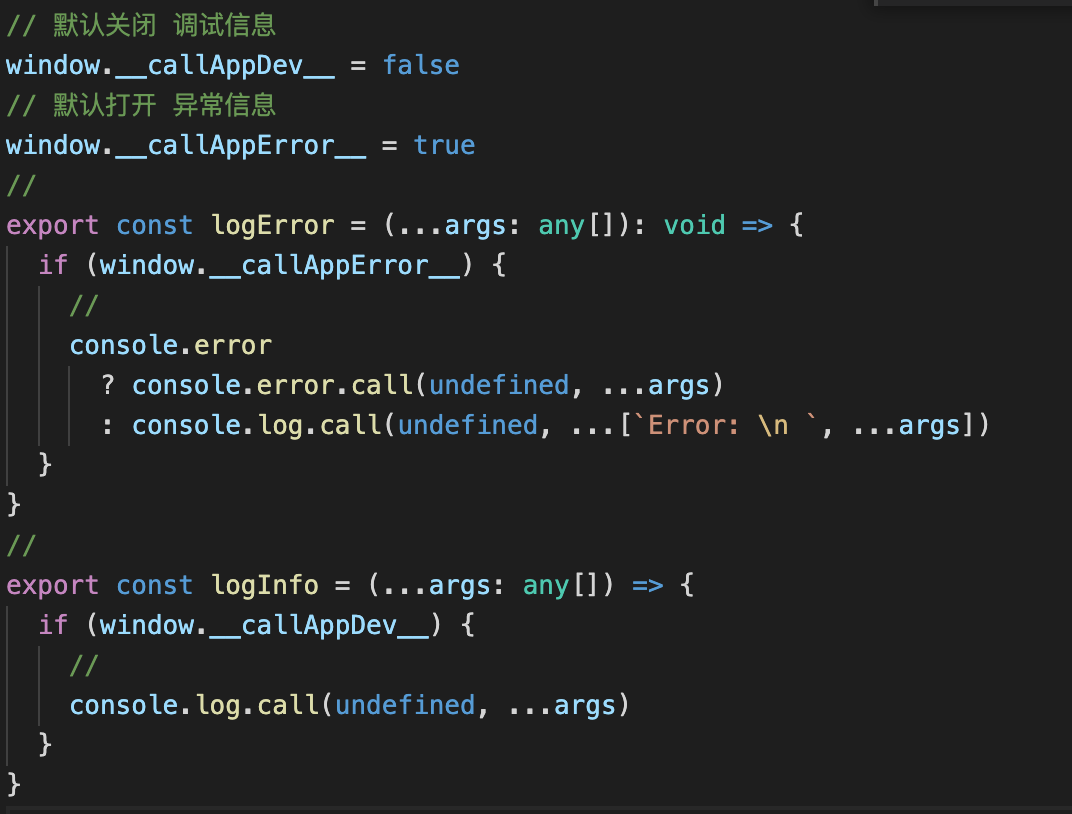 // 默认关闭 调试信息
window.__callAppDev__ = false
// 默认打开 异常信息
window.__callAppError__ = true
//
export const logError = (...args: any[]): void => {
  if (window.__callAppError__) {
    //
    console.error
      ? console.error.call(undefined, ...args)
      : console.log.call(undefined, ...[`Error: \n `, ...args])
  }
}
//
export const logInfo = (...args: any[]) => {
  if (window.__callAppDev__) {
    //
    console.log.call(undefined, ...args)
  }
}